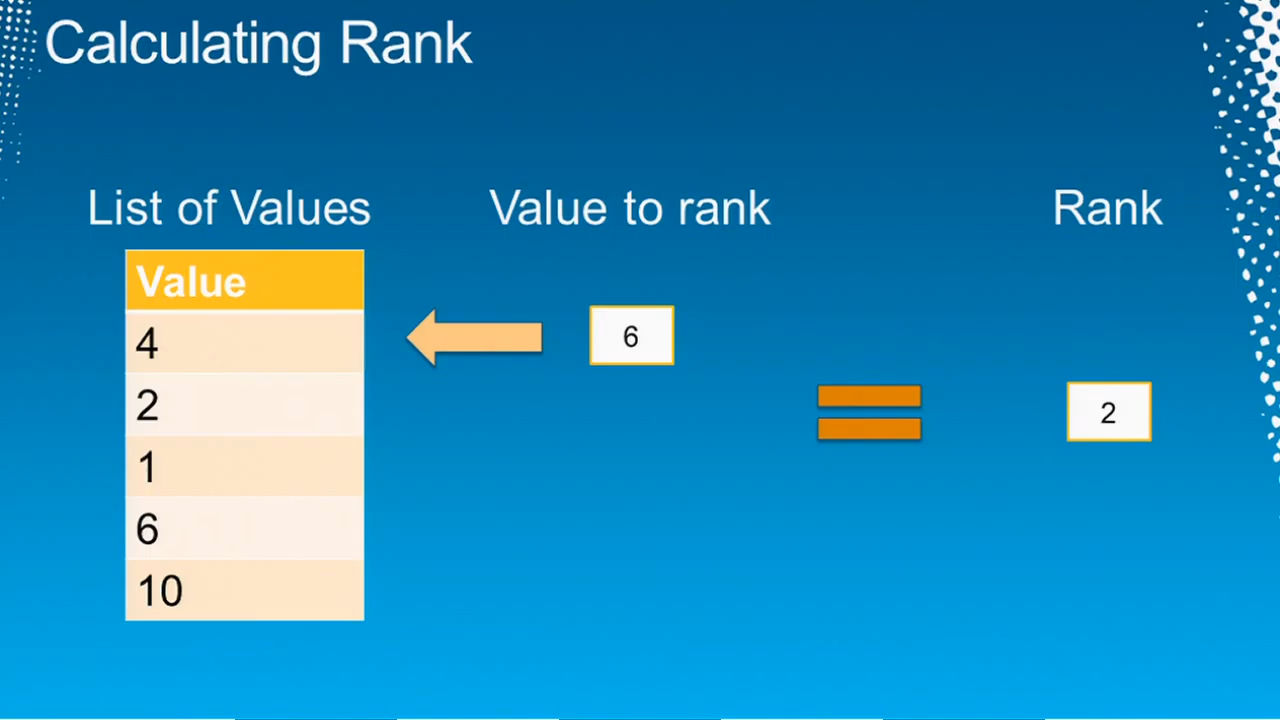 Calculating Rank
List of Values
Value to rank
Rank
Value
4
2
1
6
10
6
2